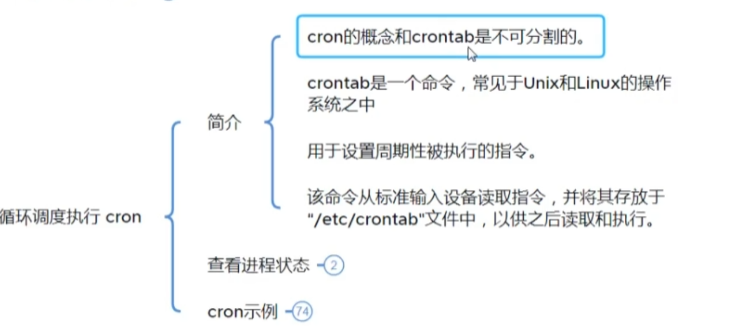 cron的概念和crontab是不可分割的。
crontab是一个命令，常见于Unix和Linux的操作
系统之中
简介
用于设置周期性被执行的指令。
该命令从标准输入设备读取指令，并将其存放于
"/etc/crontab"文件中，以供之后读取和执行。
循环调度执行 cron
查看进程状态 2
cron示例 74